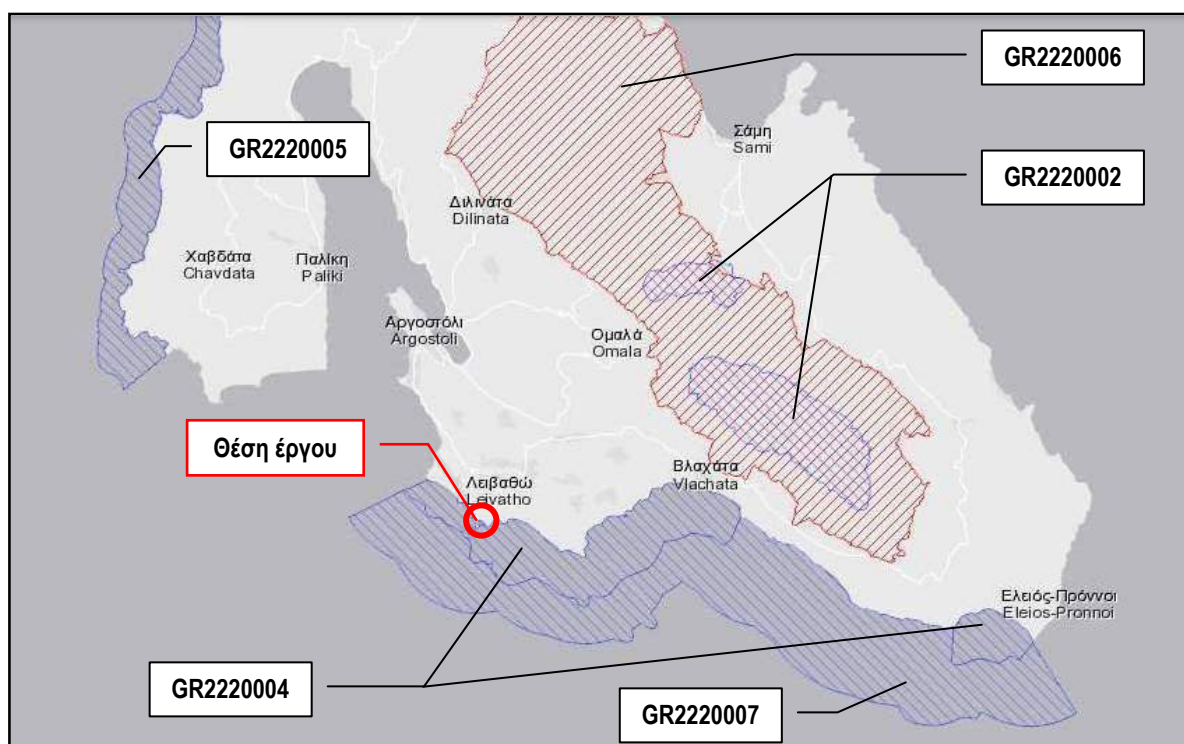 GR2220006
Σάμη
Sami
GR2220005
GR2220002
Διλινάτα
Dilinata
Χαβδάτα
Chavdata
Παλίκη
Paliki
Αργοστόλι
Argostoli
Ομαλά
Omala
Θέση έργου
Βλαχάτα
Vlachata
Λειβαθώ
Leivatho
Ελειός-Πρόννοι
Eleios-Pronnoi
GR2220004
GR2220007